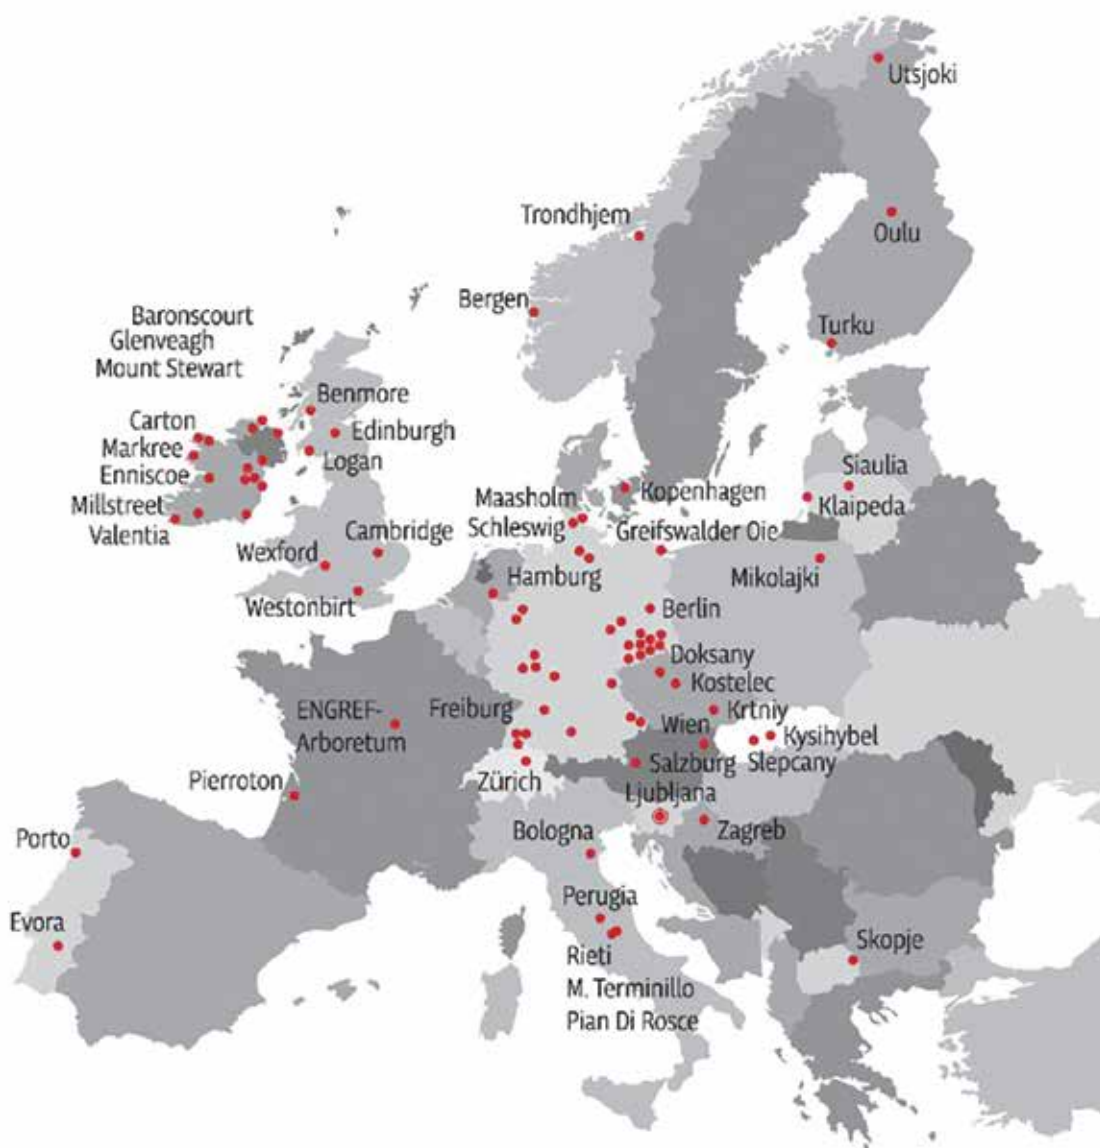 Utsjoki
Trondhjem
Oulu
Bergen
Baronscourt
Glenveagh
Mount Stewart
Turku
Benmore
Carton
Edinburgh
Markree
Logan
Enniscoe
Siaulia
Maasholm
Kopenhagen
Klaipeda
Millstreet
Schleswig
Valentia
Cambridge
Greifswalder Oie
Wexford
Hamburg
Mikolajki
Westonbirt
Berlin
Doksany
Kostelec
ENGREF-
Arboretum
Freiburg
Krtniy
Wien
Kysihybel
Pierroton
Zürich
Salzburg
Slepcany
Ljubljana
Porto
Bologna
Zagreb
Perugia
Evora
Skopje
Rieti
M. Terminillo
Pian Di Rosce